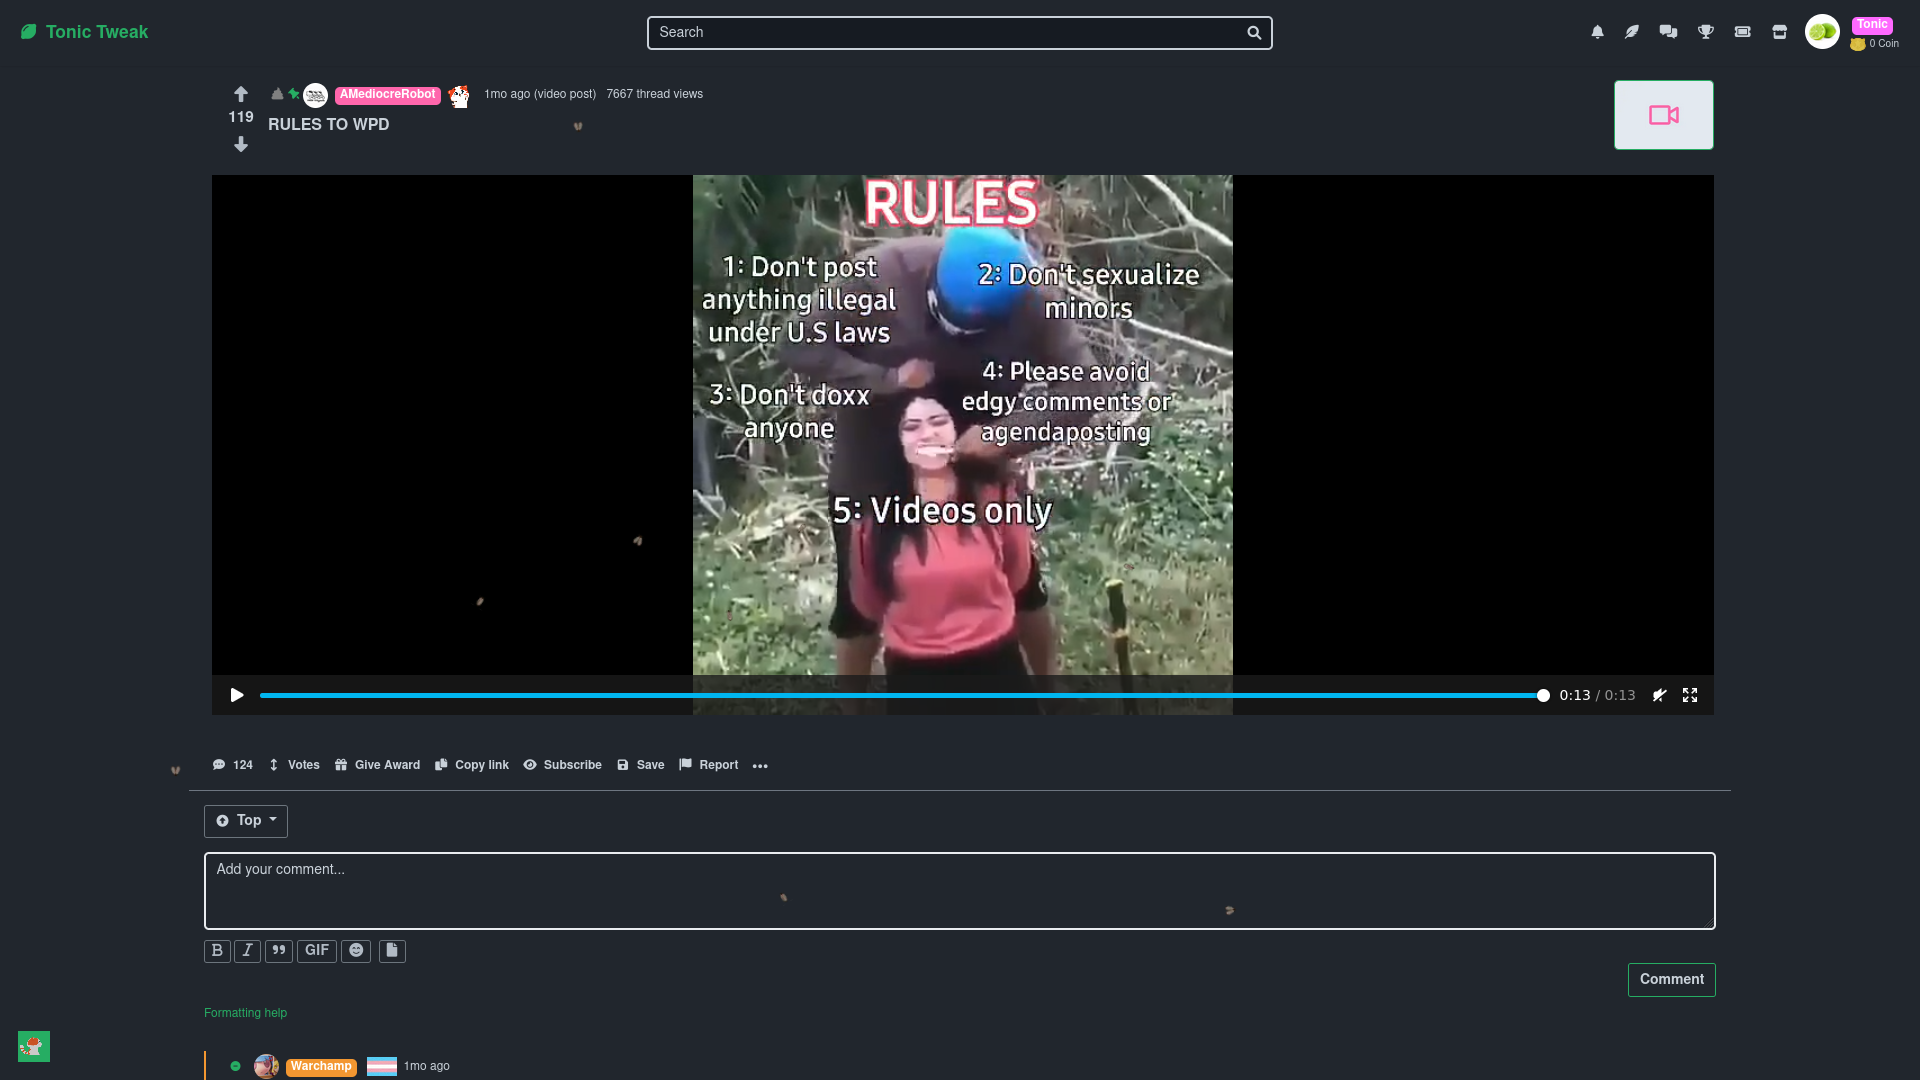 Tonic Tweak
Search
Tonic
0 Coin
119
AMediocreRobot
1mo ago (video post) 7667 thread views
RULES TO WPD
RULES
1: Don't post
anything illegal
under U.S laws
2: Don't sexualize
minors
3: Don't doxx
anyone
4: Please avoid
edgy comments or
agendaposting
5: Videos only
0:13 / 0:13
124 Votes Give Award Copy link Subscribe Save Report
Top
Add your comment...
B I GIF
Comment
Formatting help
Warchamp 1mo ago